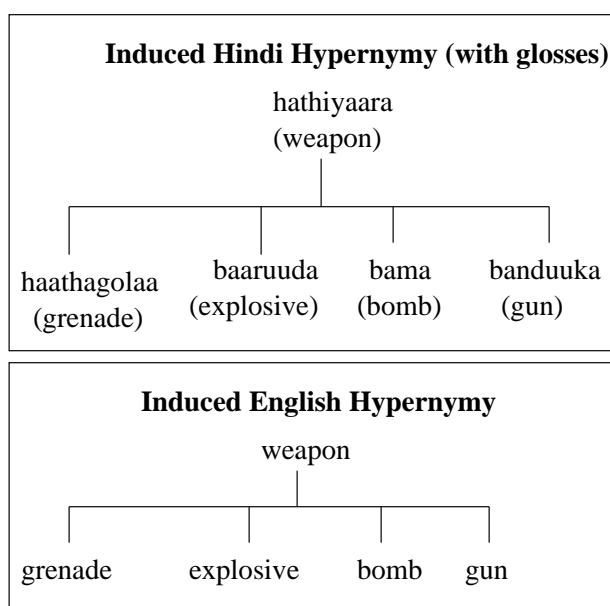 Induced Hindi Hypernymy (with glosses)
hathiyaara
(weapon)
haathagolaa baaruuda bama banduuka
(grenade) (explosive) (bomb) (gun)
Induced English Hypernymy
weapon
grenade explosive bomb gun